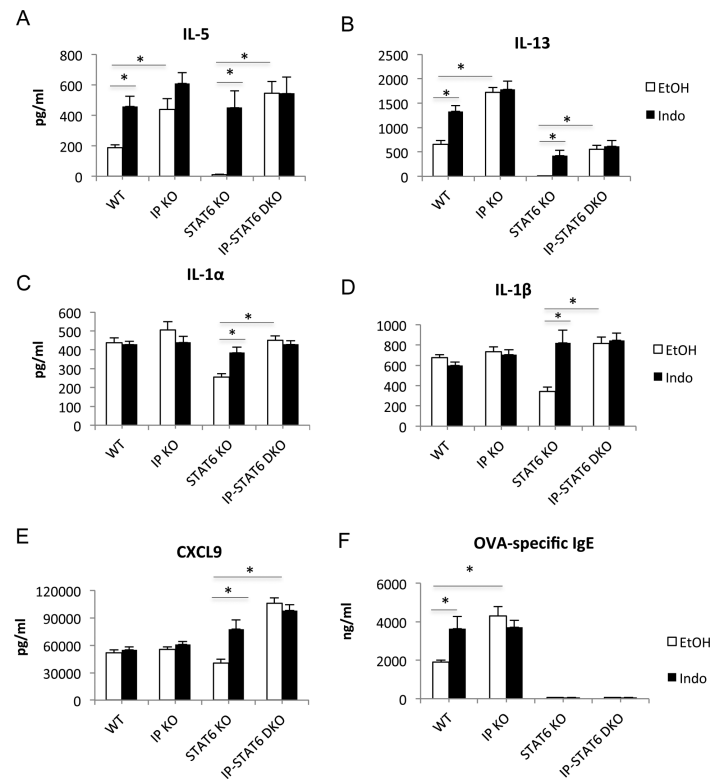 A
IL-5
pg/ml
800
600
400
200
0
*
*
*
*
WT
IP KO
STAT6 KO
IP-STAT6 DKO
B
IL-13
2500
2000
1500
1000
500
0
*
*
*
*
WT
IP KO
STAT6 KO
IP-STAT6 DKO
EtOH
Indo
C
IL-1α
pg/ml
600
500
400
300
200
100
0
*
*
WT
IP KO
STAT6 KO
IP-STAT6 DKO
D
IL-1β
1000
800
600
400
200
0
*
*
WT
IP KO
STAT6 KO
IP-STAT6 DKO
EtOH
Indo
E
CXCL9
pg/ml
120000
90000
60000
30000
0
*
*
WT
IP KO
STAT6 KO
IP-STAT6 DKO
F
OVA-specific IgE
ng/ml
6000
4000
2000
0
*
*
WT
IP KO
STAT6 KO
IP-STAT6 DKO
EtOH
Indo